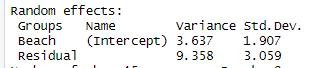 Random effects:
Groups   Name        Variance Std.Dev.
Beach    (Intercept) 3.637    1.907
Residual             9.358    3.059